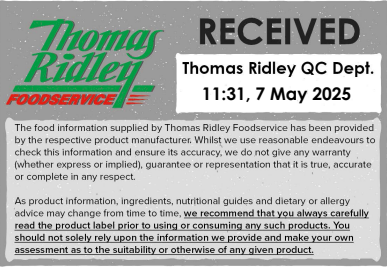 Thomas
Ridley
FOODSERVICE
RECEIVED
Thomas Ridley QC Dept.
11:31, 7 May 2025
The food information supplied by Thomas Ridley Foodservice has been provided
by the respective product manufacturer. Whilst we use reasonable endeavours to
check this information and ensure its accuracy, we do not give any warranty
(whether express or implied), guarantee or representation that it is true, accurate
or complete in any respect.
As product information, ingredients, nutritional guides and dietary or allergy
advice may change from time to time, we recommend that you always carefully
read the product label prior to using or consuming any such products. You
should not solely rely upon the information we provide and make your own
assessment as to the suitability or otherwise of any given product.